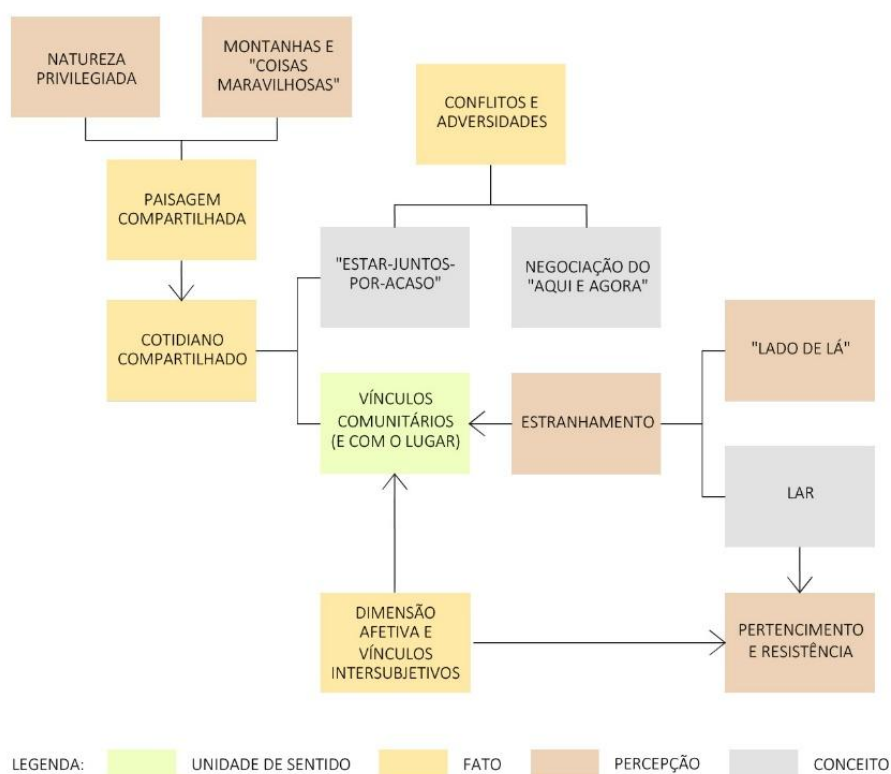 NATUREZA
PRIVILEGIADA
MONTANHAS E
"COISAS
MARAVILHOSAS"
CONFLITOS E
ADVERSIDADES
PAISAGEM
COMPARTILHADA
"ESTAR-JUNTOS-
POR-ACASO"
NEGOCIAÇÃO DO
"AQUI E AGORA"
COTIDIANO
COMPARTILHADO
"LADO DE LÁ"
VÍNCULOS
COMUNITÁRIOS
(E COM O LUGAR)
ESTRANHAMENTO
LAR
DIMENSÃO
AFETIVA E
VÍNCULOS
INTERSUBJETIVOS
PERTENCIMENTO
E RESISTÊNCIA
LEGENDA: UNIDADE DE SENTIDO FATO PERCEPÇÃO CONCEITO